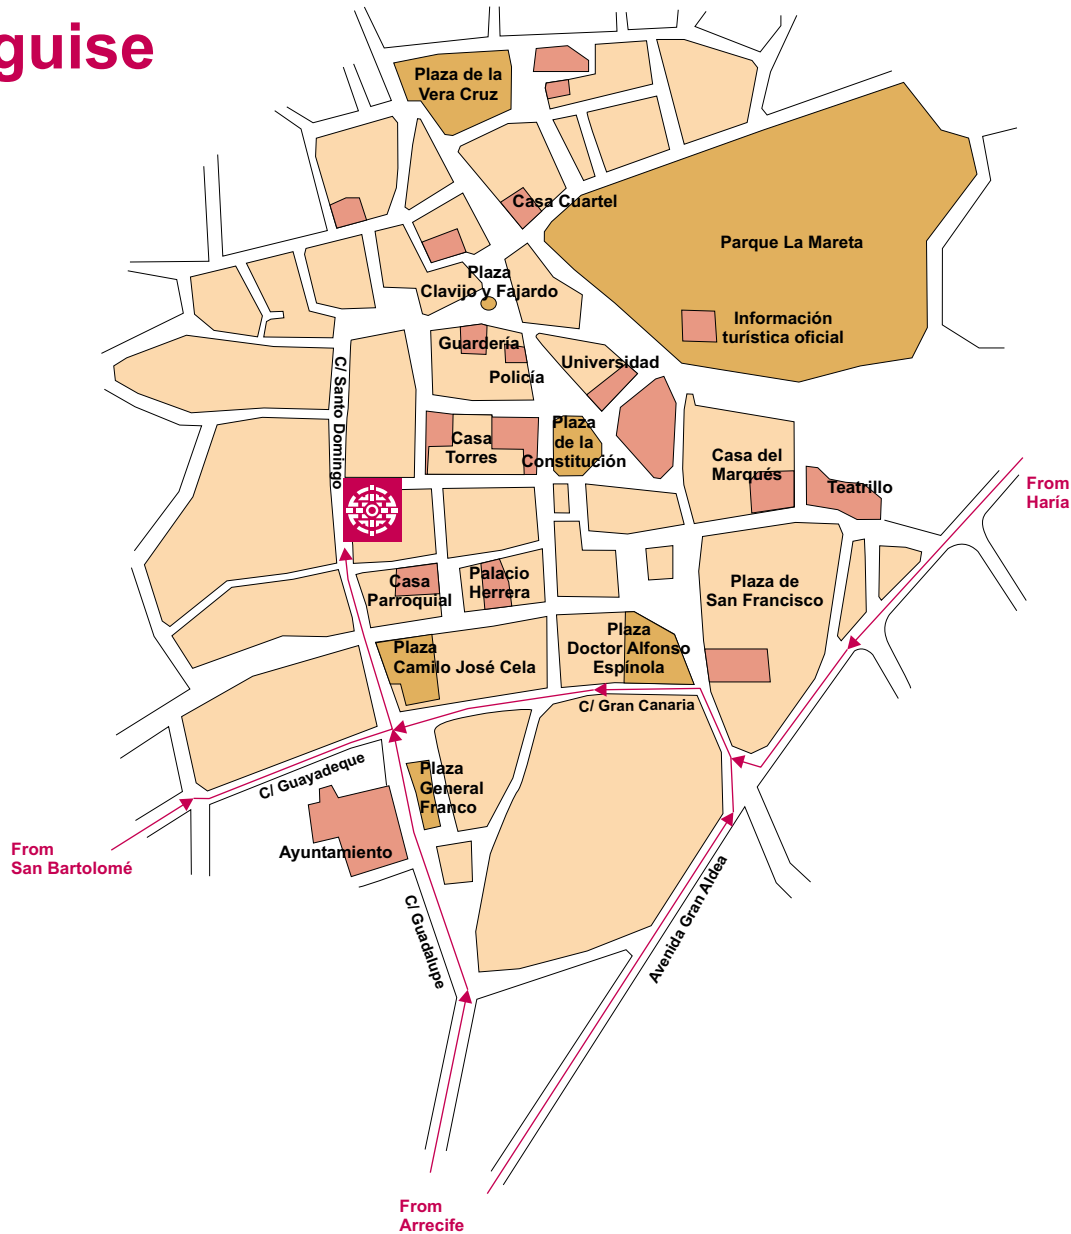 guise
Plaza de la
Vera Cruz
Casa Cuartel
Parque La Mareta
Plaza
Clavijo y Fajardo
Información
turística oficial
Guardería
Policía
Universidad
C/ Santo Domingo
Casa
Torres
Plaza
de la
Constitución
Casa del
Marqués
Teatrillo
From
Haría
Casa
Parroquial
Palacio
Herrera
Plaza de
San Francisco
Plaza
Camilo José Cela
Plaza
Doctor Alfonso
Espínola
C/ Gran Canaria
C/ Guayadeque
Plaza
General
Franco
Ayuntamiento
From
San Bartolomé
C/ Guadalupe
Avenida Gran Aldea
From
Arrecife